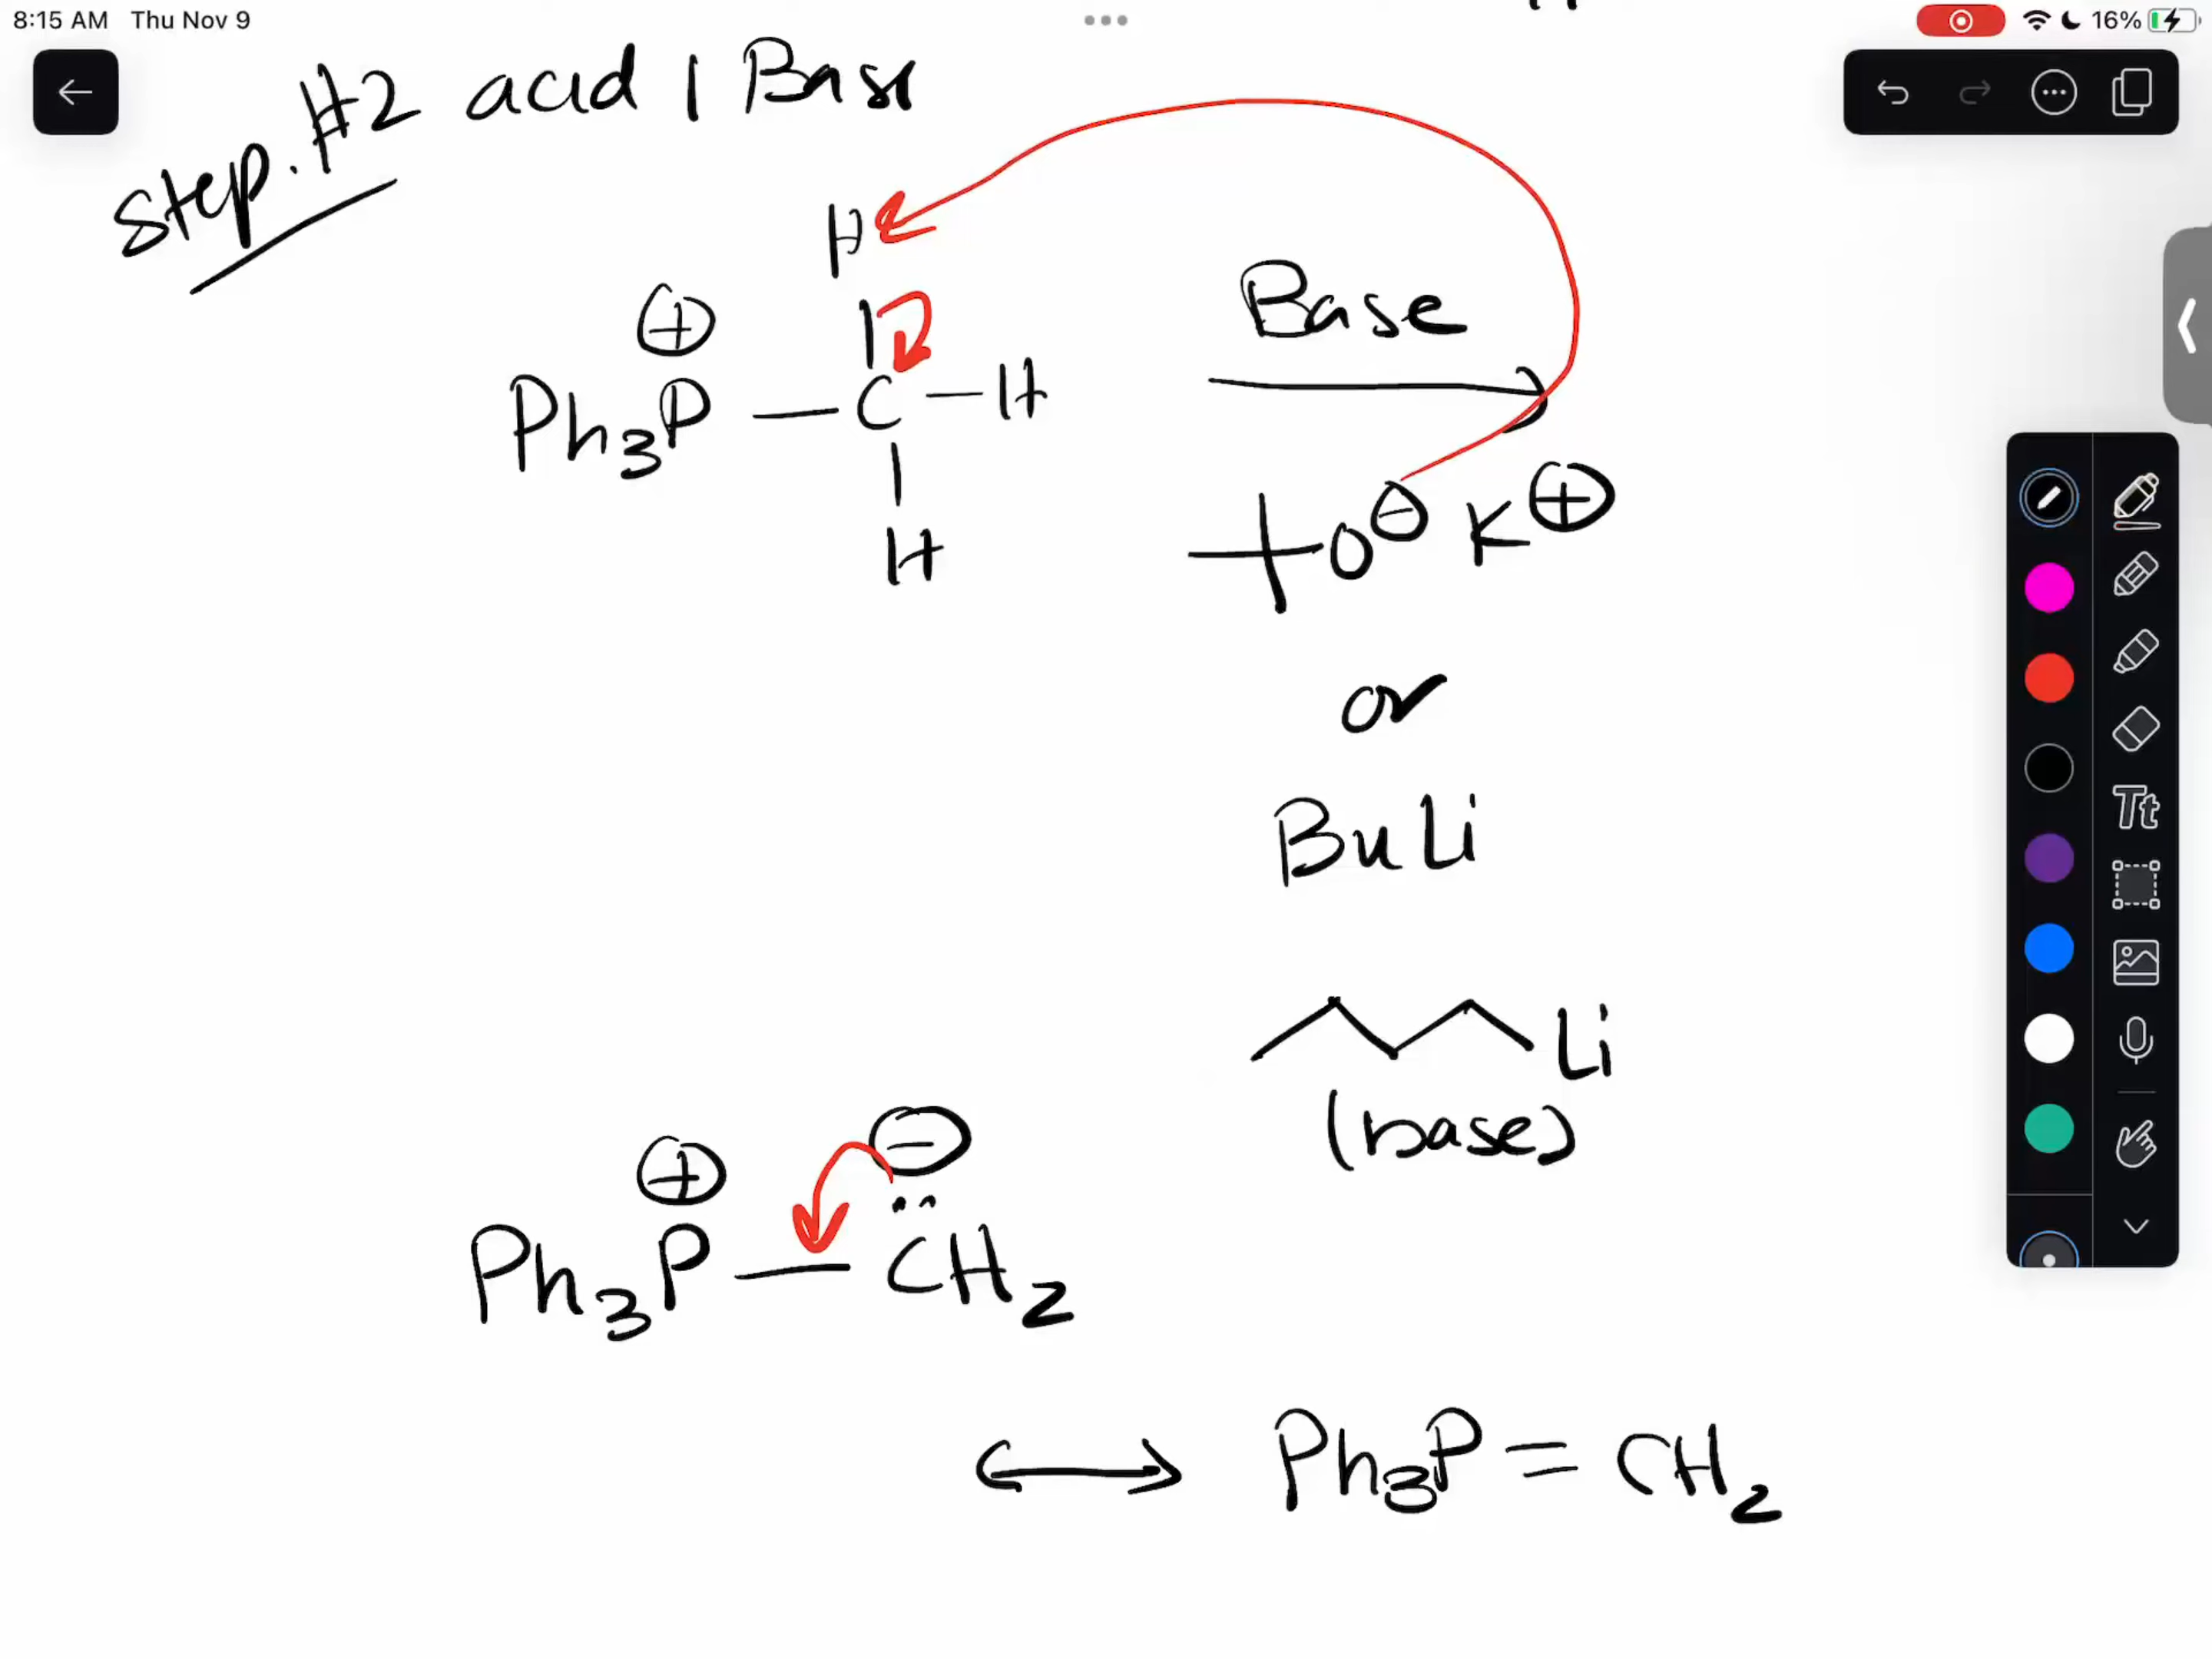 8:15 AM Thu Nov 9
16%
Step. #2 acid / Base
H
⊕ |
Ph₃P — C — H
|
H
Base
⟶
O⊖ K⊕
or
BuLi
Li
(base)
⊕ ⊖
Ph₃P — C̈H₂
⟷ Ph₃P = CH₂
Tt